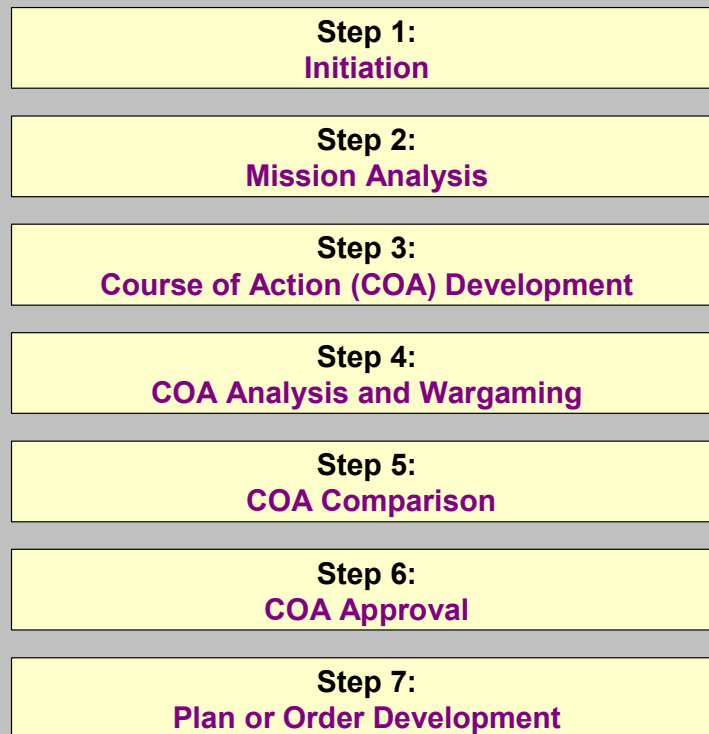 Step 1:
Initiation
Step 2:
Mission Analysis
Step 3:
Course of Action (COA) Development
Step 4:
COA Analysis and Wargaming
Step 5:
COA Comparison
Step 6:
COA Approval
Step 7:
Plan or Order Development